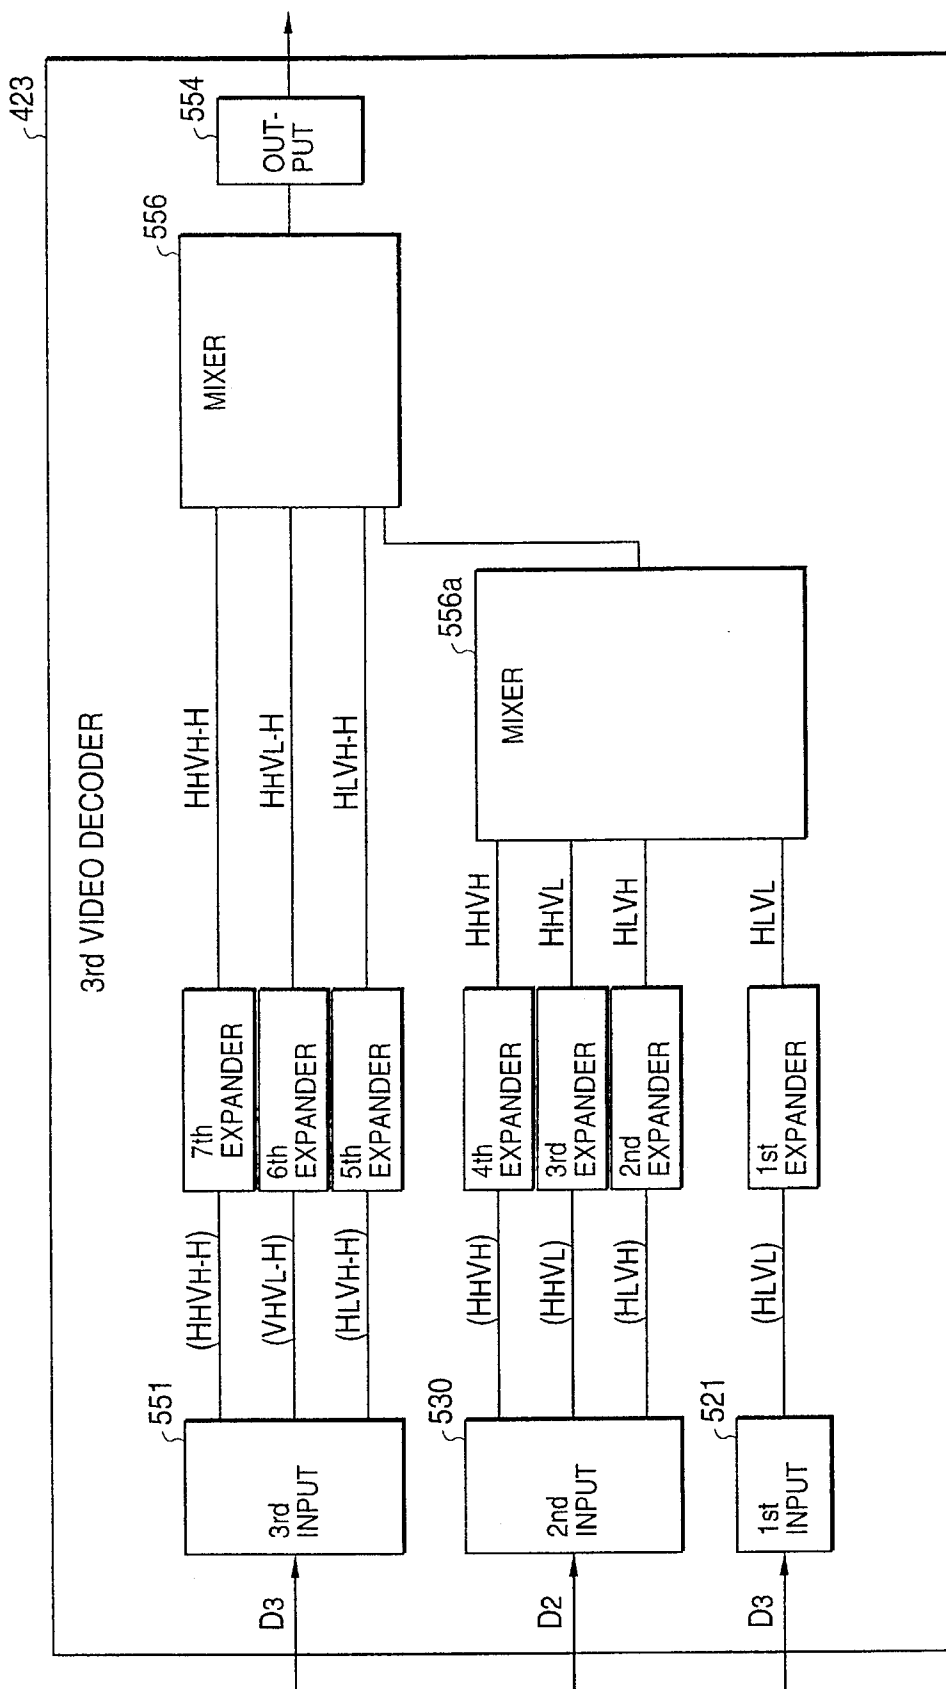 423
3rd VIDEO DECODER
D3
3rd
INPUT
551
(HHVH-H)
(VHVL-H)
(HLVH-H)
7th
EXPANDER
6th
EXPANDER
5th
EXPANDER
HHVH-H
HHVL-H
HLVH-H
MIXER
556
OUT-
PUT
554
D2
2nd
INPUT
530
(HHVH)
(HHVL)
(HLVH)
4th
EXPANDER
3rd
EXPANDER
2nd
EXPANDER
HHVH
HHVL
HLVH
MIXER
556a
D3
1st
INPUT
521
(HLVL)
1st
EXPANDER
HLVL